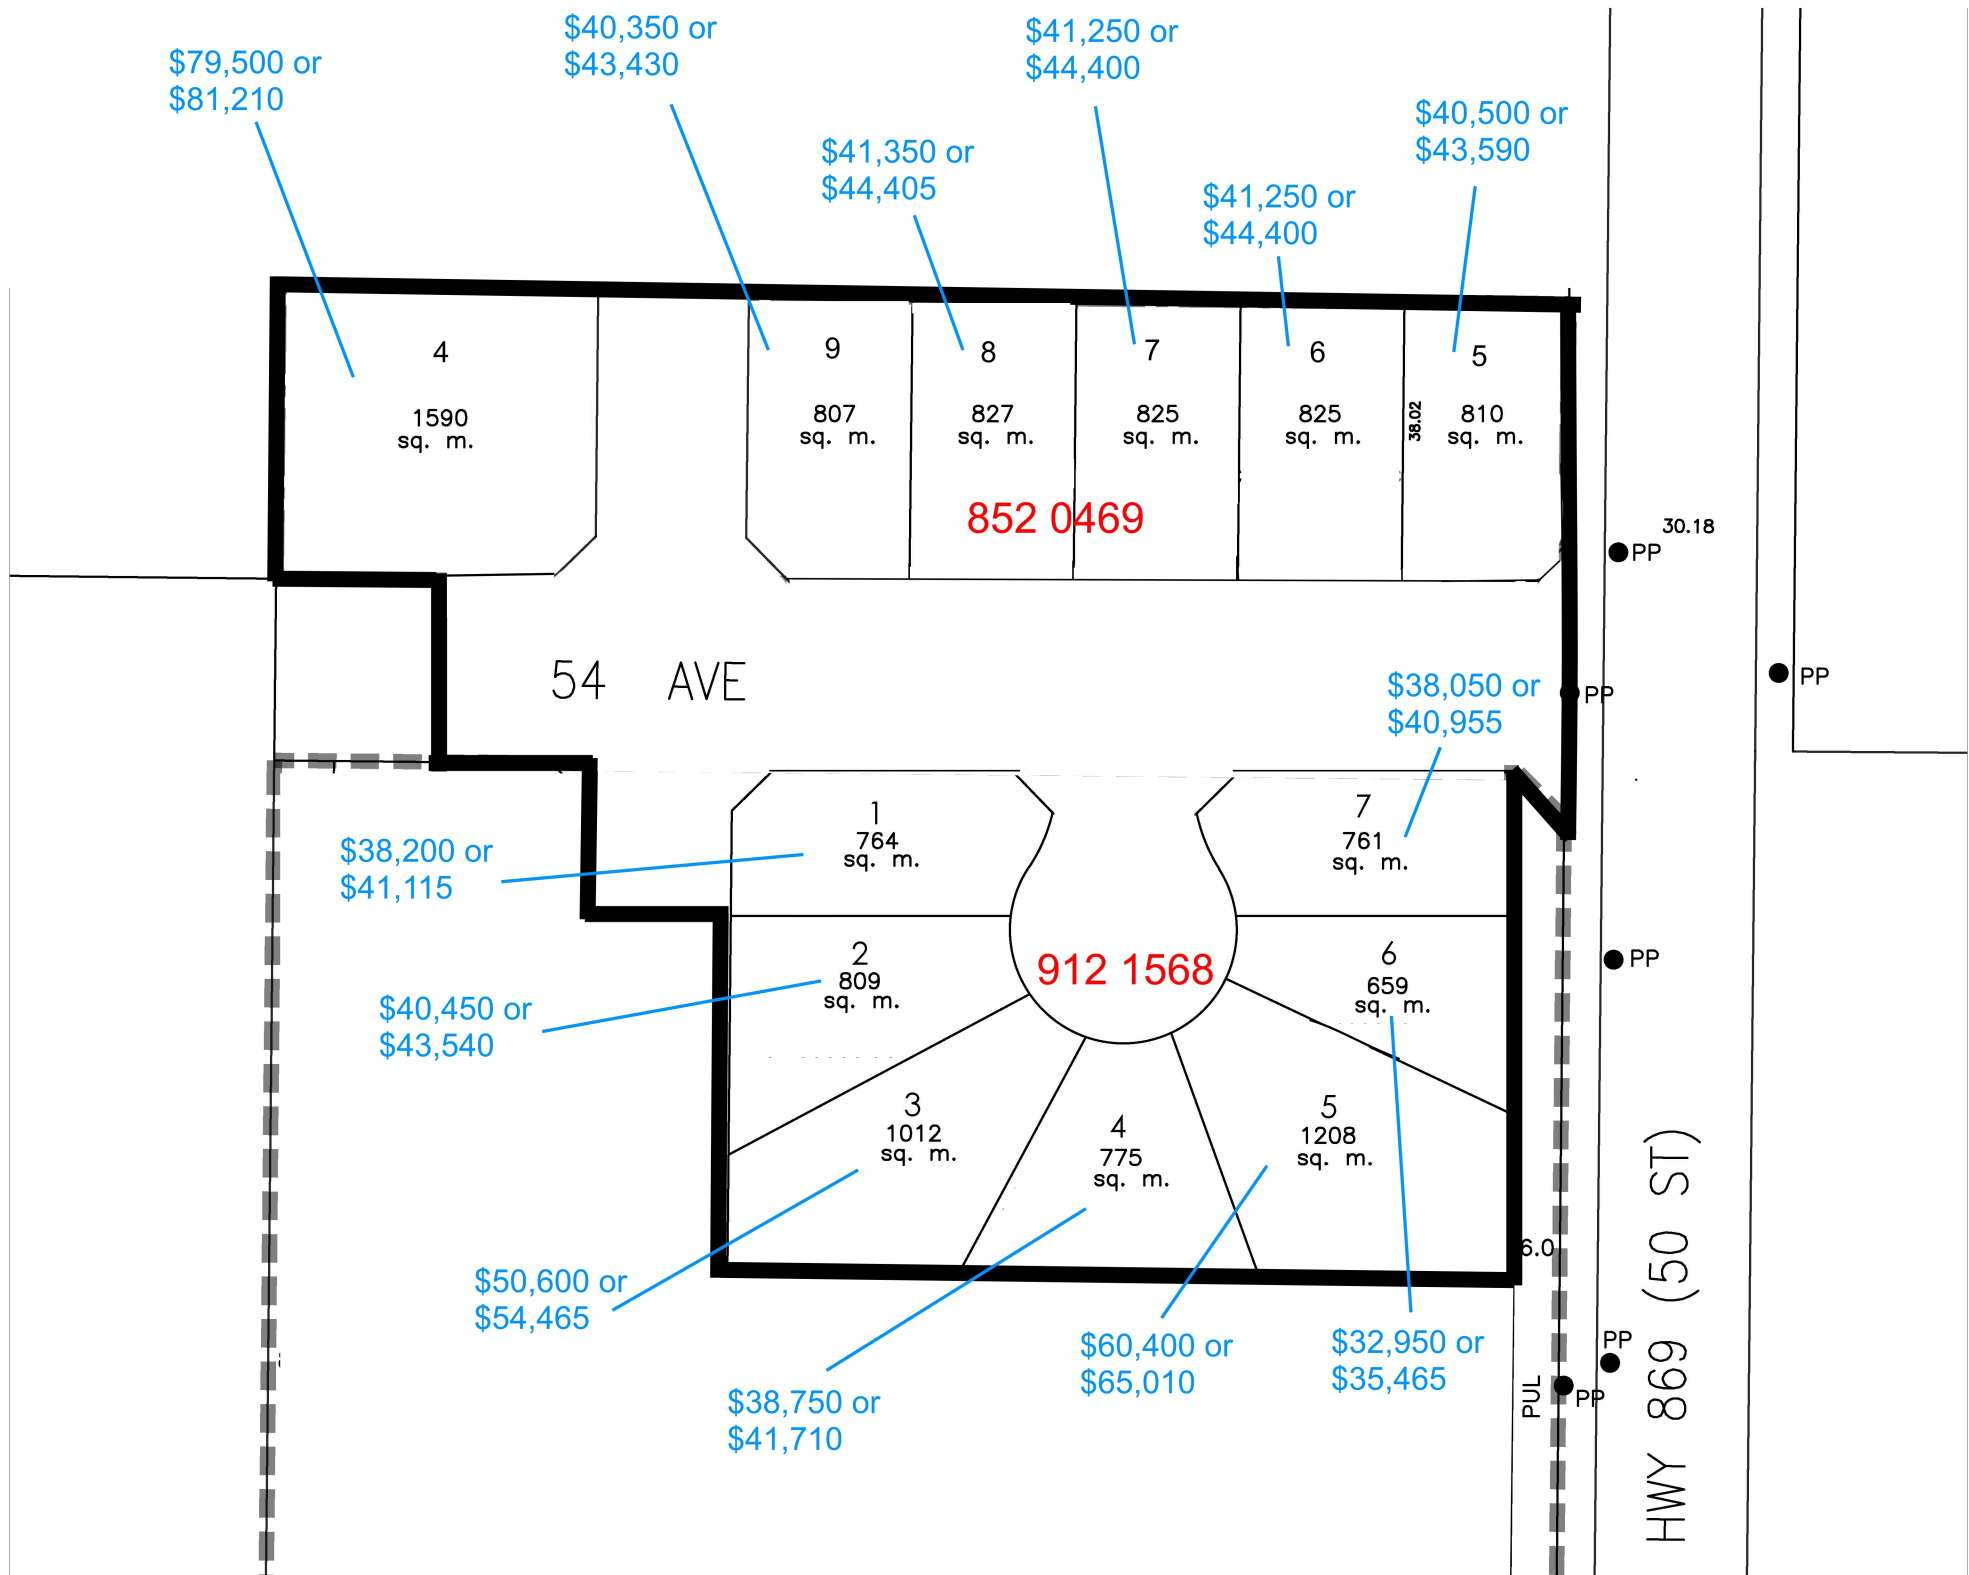 $79,500 or
$81,210
$40,350 or
$43,430
$41,350 or
$44,405
$41,250 or
$44,400
$41,250 or
$44,400
$40,500 or
$43,590
4
1590
sq. m.
9
807
sq. m.
8
827
sq. m.
7
825
sq. m.
6
825
sq. m.
38.02
5
810
sq. m.
852 0469
30.18
PP
54 AVE
PP
PP
$38,050 or
$40,955
1
764
sq. m.
7
761
sq. m.
$38,200 or
$41,115
2
809
sq. m.
912 1568
6
659
sq. m.
PP
$40,450 or
$43,540
3
1012
sq. m.
4
775
sq. m.
5
1208
sq. m.
6.0
$50,600 or
$54,465
$38,750 or
$41,710
$60,400 or
$65,010
$32,950 or
$35,465
PP
PP
PUL
HWY 869 (50 ST)